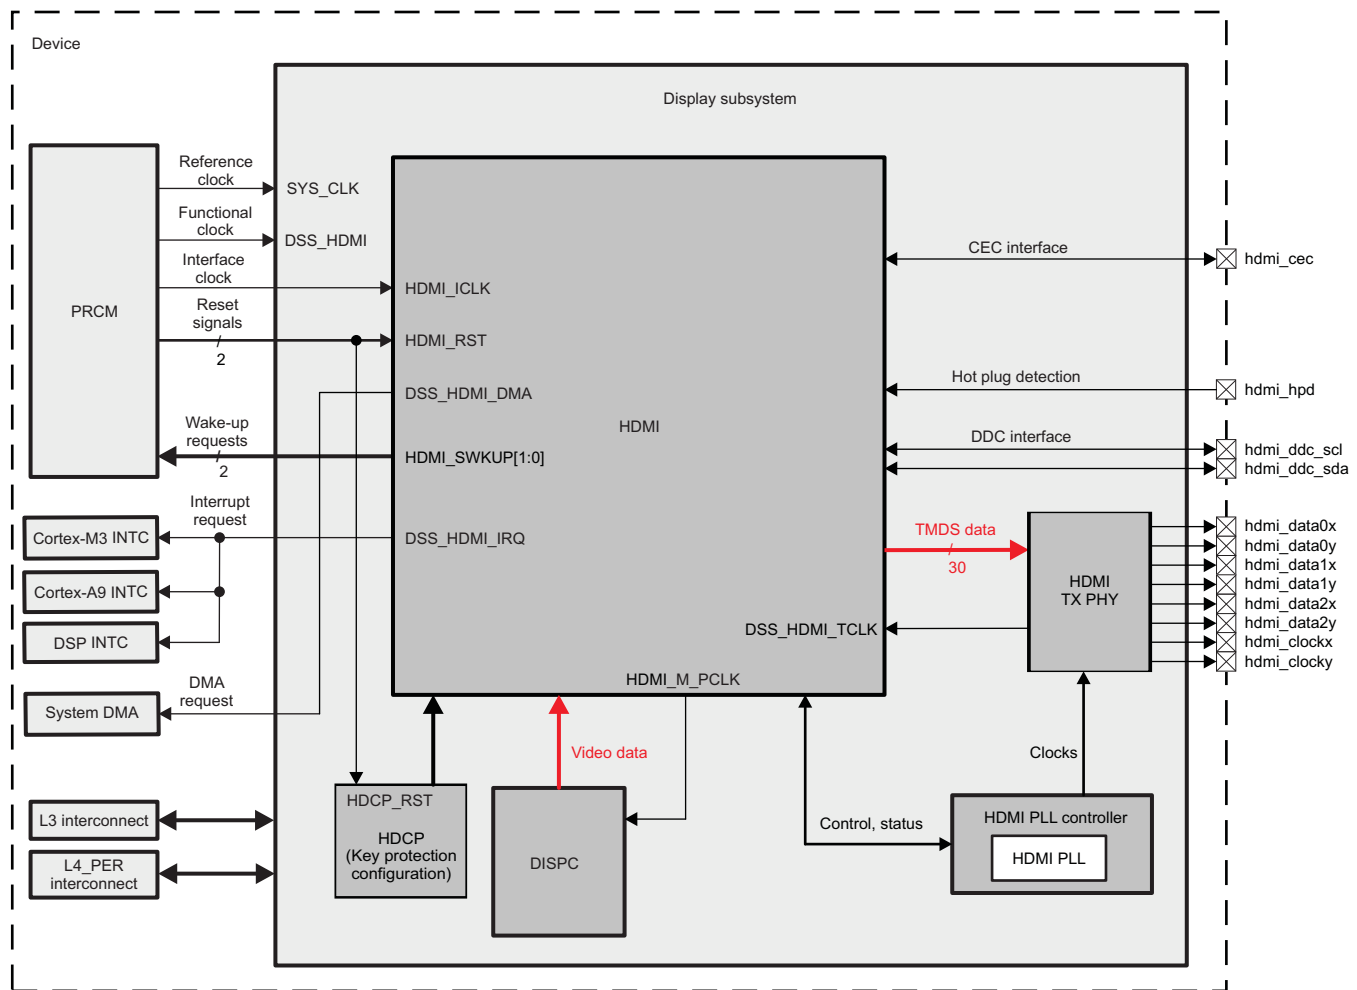 Device
Display subsystem
PRCM
Reference
clock
SYS_CLK
Functional
clock
DSS_HDMI
Interface
clock
HDMI_ICLK
Reset
signals
2
HDMI_RST
DSS_HDMI_DMA
Wake-up
requests
2
HDMI_SWKUP[1:0]
Interrupt
request
DSS_HDMI_IRQ
HDMI
CEC interface
hdmi_cec
Hot plug detection
hdmi_hpd
DDC interface
hdmi_ddc_scl
hdmi_ddc_sda
TMDS data
30
HDMI
TX PHY
hdmi_data0x
hdmi_data0y
hdmi_data1x
hdmi_data1y
hdmi_data2x
hdmi_data2y
hdmi_clockx
hdmi_clocky
DSS_HDMI_TCLK
HDMI_M_PCLK
Cortex-M3 INTC
Cortex-A9 INTC
DSP INTC
DMA
request
System DMA
L3 interconnect
L4_PER
interconnect
HDCP_RST
HDCP
(Key protection
configuration)
Video data
DISPC
Control, status
Clocks
HDMI PLL controller
HDMI PLL